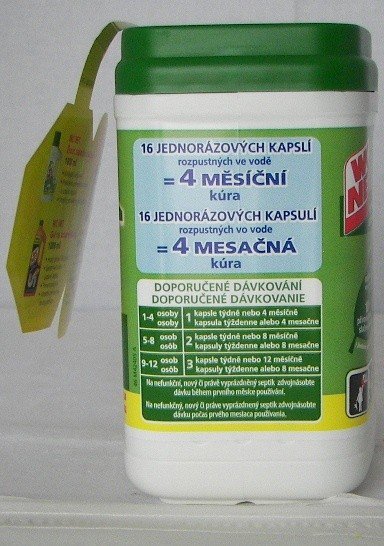 16 JEDNORÁZOVÝCH KAPSLÍ
rozpustných ve vodě
= 4 MĚSÍČNÍ
kúra
16 JEDNORÁZOVÝCH KAPSULÍ
rozpustných vo vode
= 4 MESAČNÁ
kúra
DOPORUČENÉ DÁVKOVÁNÍ
DOPORUČENÉ DÁVKOVANIE
1-4 osoby osoby 1 kapsle týdně nebo 4 měsíčně
kapsula týždenne alebo 4 mesačne
5-8 osob osôb 2 kapsle týdně nebo 8 měsíčně
kapsuly týždenne alebo 8 mesačne
9-12 osob osôb 3 kapsle týdně nebo 12 měsíčně
kapsuly týždenne alebo 8 mesačne
Na nefunkční, nový či právě vyprázdněný septik zdvojnásobte
dávku během prvního měsíce používání.
Na nefunkčný, nový či práve vyprázdnený septik zdvojnásobte
dávku počas prvého mesiaca používania.